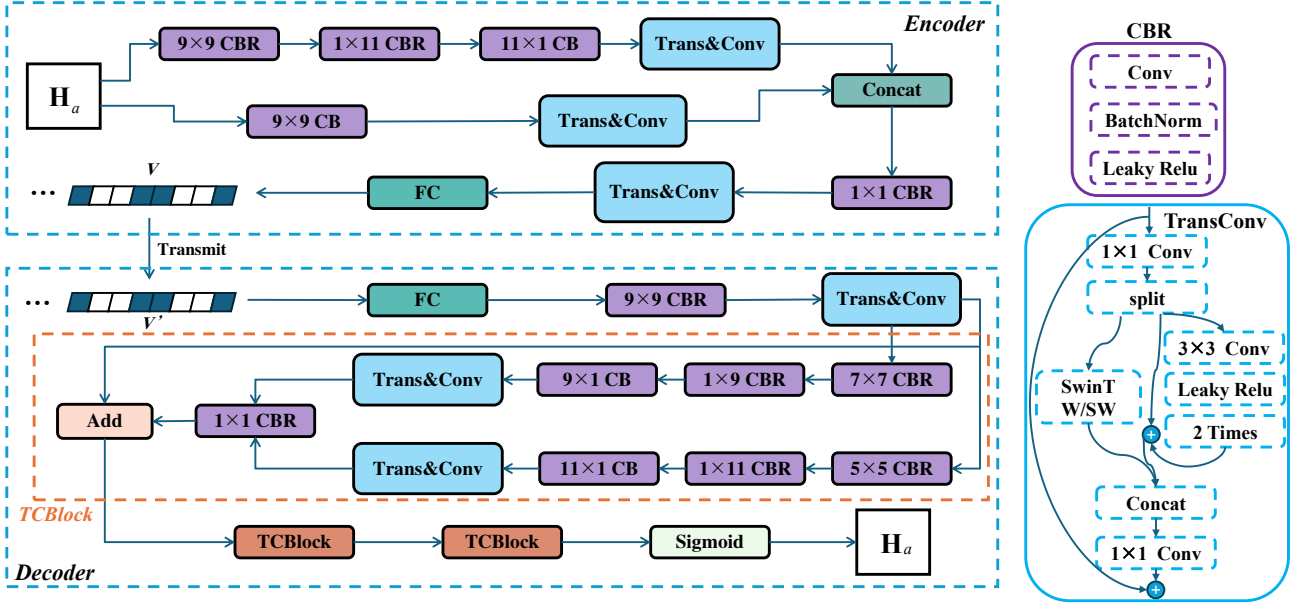 Encoder
9×9 CBR
1×11 CBR
11×1 CB
Trans&Conv
H_a
9×9 CB
Trans&Conv
Concat
V
...
FC
Trans&Conv
1×1 CBR
Transmit
...
V'
FC
9×9 CBR
Trans&Conv
Trans&Conv
9×1 CB
1×9 CBR
7×7 CBR
Add
1×1 CBR
Trans&Conv
11×1 CB
1×11 CBR
5×5 CBR
TCBlock
TCBlock
TCBlock
Sigmoid
H_a
Decoder
CBR
Conv
BatchNorm
Leaky Relu
TransConv
1×1 Conv
split
3×3 Conv
SwinT
W/SW
Leaky Relu
2 Times
+
Concat
1×1 Conv
+